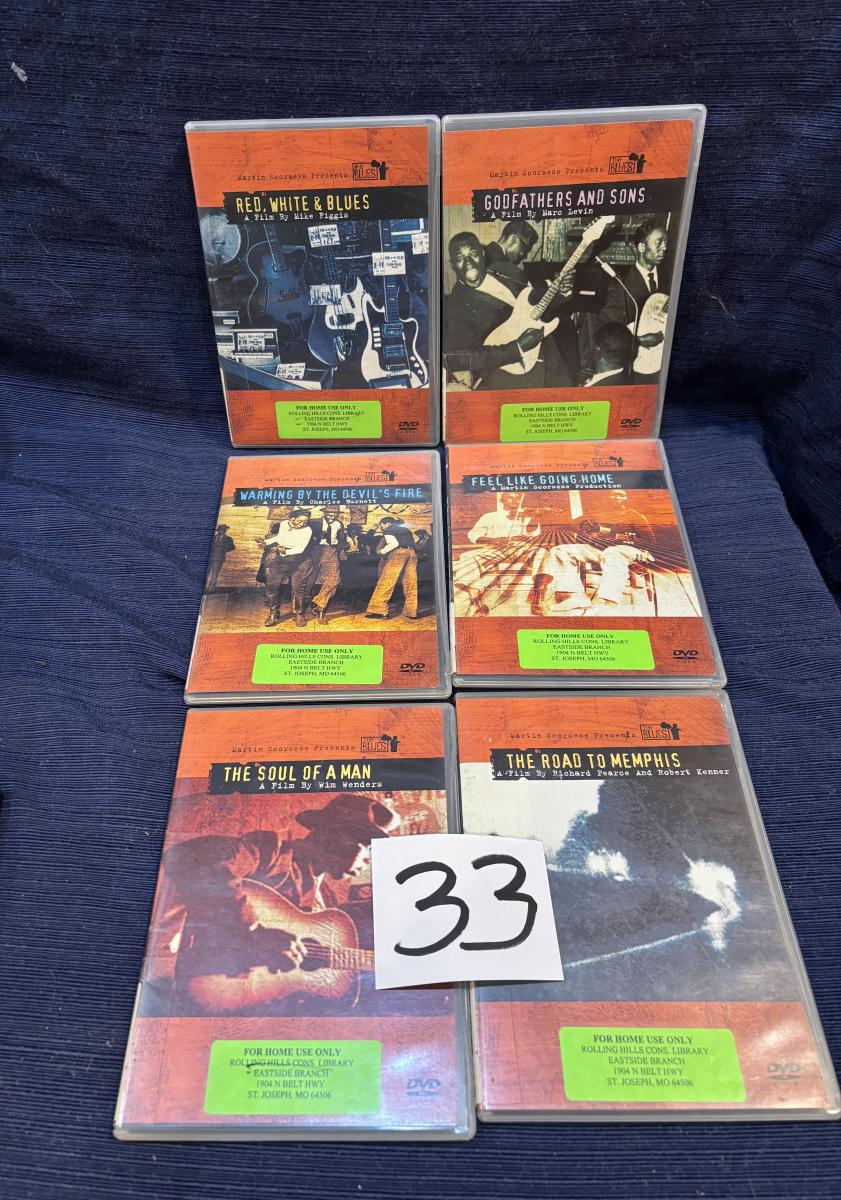 Martin Scorsese Presents
THE BLUES
RED, WHITE & BLUES
A Film By Mike Figgis
FOR HOME USE ONLY
ROLLING HILLS CONS. LIBRARY
EASTSIDE BRANCH
1904 N BELT HWY
ST. JOSEPH, MO 64506
DVD
VIDEO
Martin Scorsese Presents
THE BLUES
GODFATHERS AND SONS
A Film By Marc Levin
FOR HOME USE ONLY
ROLLING HILLS CONS. LIBRARY
EASTSIDE BRANCH
1904 N BELT HWY
ST. JOSEPH, MO 64506
DVD
VIDEO
Martin Scorsese Presents
THE BLUES
WARMING BY THE DEVIL'S FIRE
A Film By Charles Burnett
FOR HOME USE ONLY
ROLLING HILLS CONS. LIBRARY
EASTSIDE BRANCH
1904 N BELT HWY
ST. JOSEPH, MO 64506
DVD
VIDEO
Martin Scorsese Presents
THE BLUES
FEEL LIKE GOING HOME
A Martin Scorsese Production
FOR HOME USE ONLY
ROLLING HILLS CONS. LIBRARY
EASTSIDE BRANCH
1904 N BELT HWY
ST. JOSEPH, MO 64506
DVD
VIDEO
Martin Scorsese Presents
THE BLUES
THE SOUL OF A MAN
A Film By Wim Wenders
FOR HOME USE ONLY
ROLLING HILLS CONS. LIBRARY
EASTSIDE BRANCH
1904 N BELT HWY
ST. JOSEPH, MO 64506
DVD
Martin Scorsese Presents
THE BLUES
THE ROAD TO MEMPHIS
A Film By Richard Pearce And Robert Kenner
FOR HOME USE ONLY
ROLLING HILLS CONS. LIBRARY
EASTSIDE BRANCH
1904 N BELT HWY
ST. JOSEPH, MO 64506
DVD
33